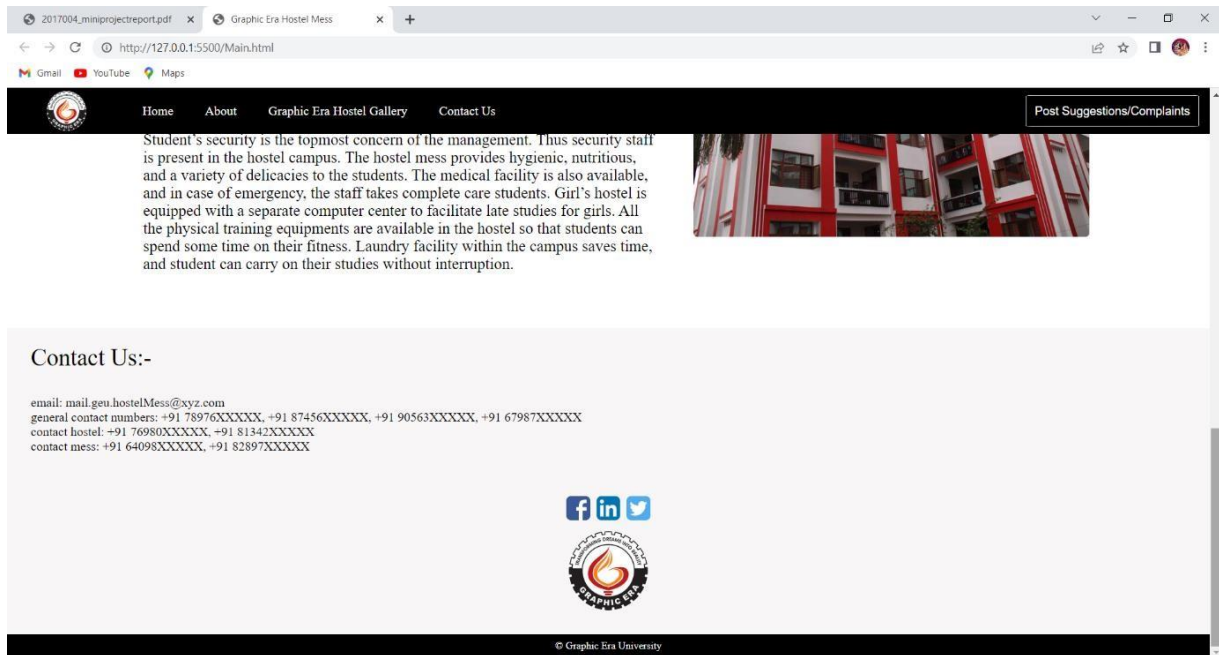 2017004_miniprojectreport.pdf
Graphic Era Hostel Mess
http://127.0.0.1:5500/Main.html
Gmail YouTube Maps
GRAPHIC ERA
Home About Graphic Era Hostel Gallery Contact Us
Post Suggestions/Complaints
Student's security is the topmost concern of the management. Thus security staff
is present in the hostel campus. The hostel mess provides hygienic, nutritious,
and a variety of delicacies to the students. The medical facility is also available,
and in case of emergency, the staff takes complete care students. Girl's hostel is
equipped with a separate computer center to facilitate late studies for girls. All
the physical training equipments are available in the hostel so that students can
spend some time on their fitness. Laundry facility within the campus saves time,
and student can carry on their studies without interruption.
Contact Us:-
email: mail.geu.hostelMess@xyz.com
general contact numbers: +91 78976XXXXX, +91 87456XXXXX, +91 90563XXXXX, +91 67987XXXXX
contact hostel: +91 76980XXXXX, +91 81342XXXXX
contact mess: +91 64098XXXXX, +91 82897XXXXX
f in
TRANSFORMING DREAMS INTO REALITY
GRAPHIC ERA
© Graphic Era University